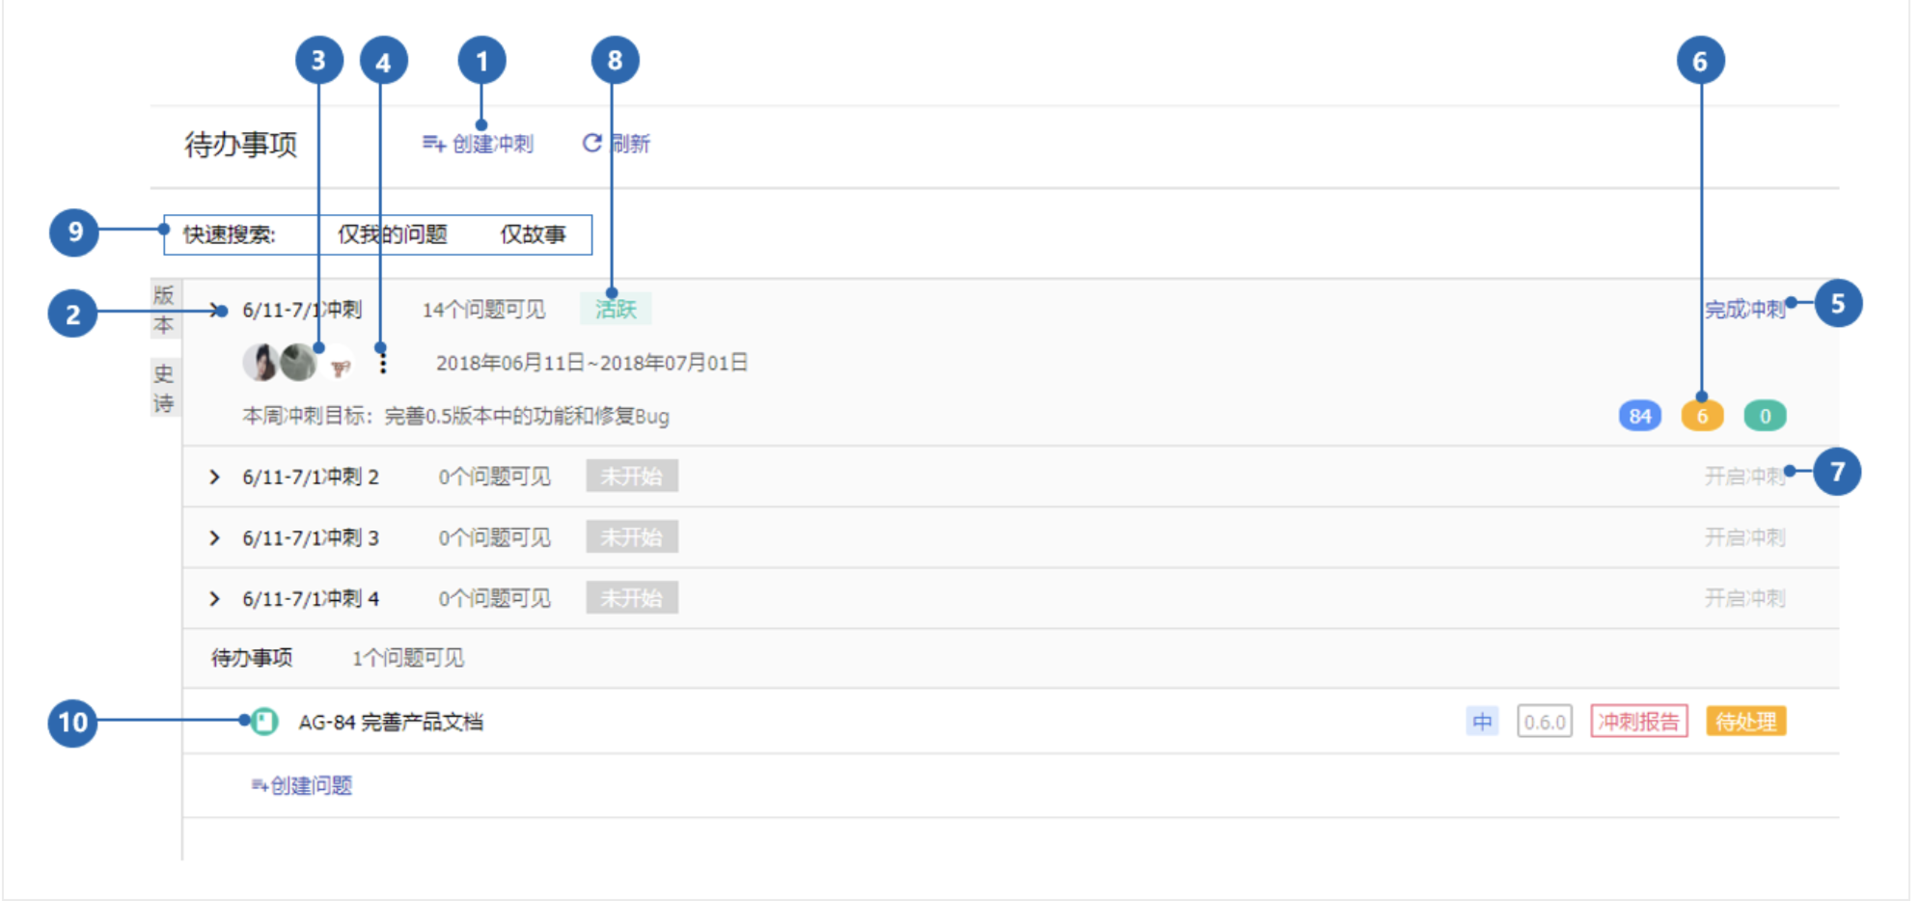 3 4 1 8 6
待办事项 创建冲刺 刷新
9 快速搜索: 仅我的问题 仅故事
版本
史诗
2 6/11-7/1冲刺 14个问题可见 活跃 完成冲刺 5
2018年06月11日~2018年07月01日
本周冲刺目标：完善0.5版本中的功能和修复Bug 84 6 0
6/11-7/1冲刺 2 0个问题可见 未开始 开启冲刺 7
6/11-7/1冲刺 3 0个问题可见 未开始 开启冲刺
6/11-7/1冲刺 4 0个问题可见 未开始 开启冲刺
待办事项 1个问题可见
10 AG-84 完善产品文档 中 0.6.0 冲刺报告 待处理
创建问题